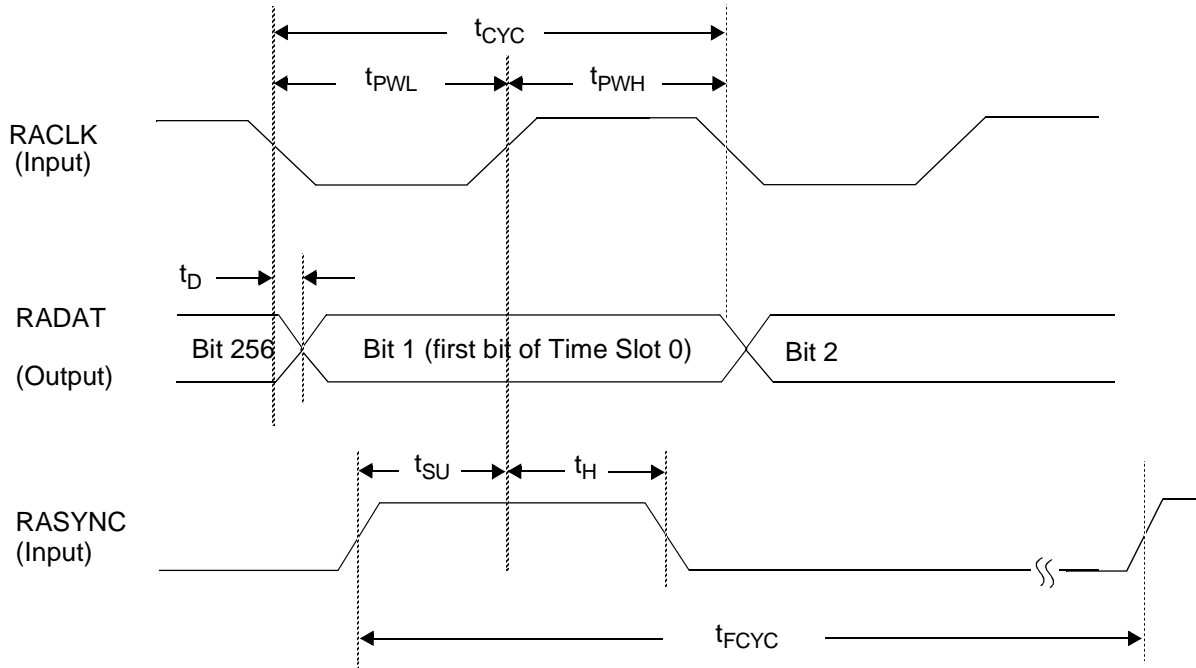 tCYC
tPWL tPWH
RACLK
(Input)
tD
RADAT
(Output)
Bit 256 Bit 1 (first bit of Time Slot 0) Bit 2
tSU tH
RASYNC
(Input)
tFCYC